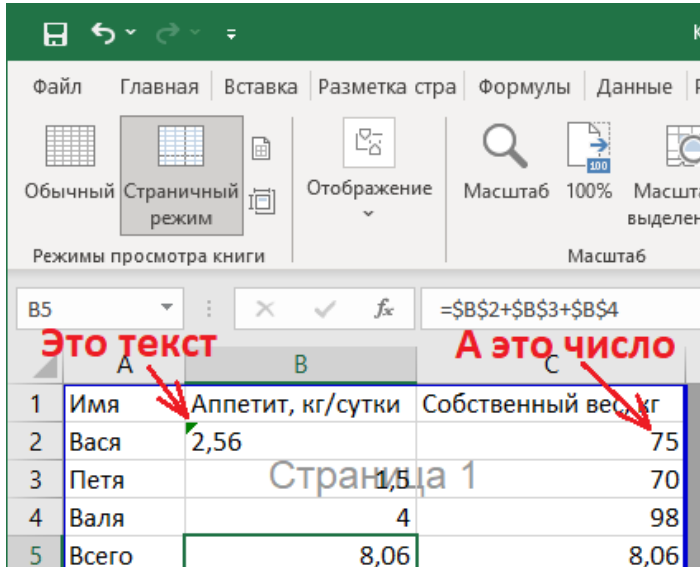 К
Файл Главная Вставка Разметка стра Формулы Данные
Обычный Страничный режим Отображение Масштаб 100% Масшта выделен
100
Режимы просмотра книги Масштаб
B5 fx =$B$2+$B$3+$B$4
Это текст А это число
A B C
1 Имя Аппетит, кг/сутки Собственный вес, кг
2 Вася 2,56 75
Страница 1
3 Петя 1,5 70
4 Валя 4 98
5 Всего 8,06 8,06